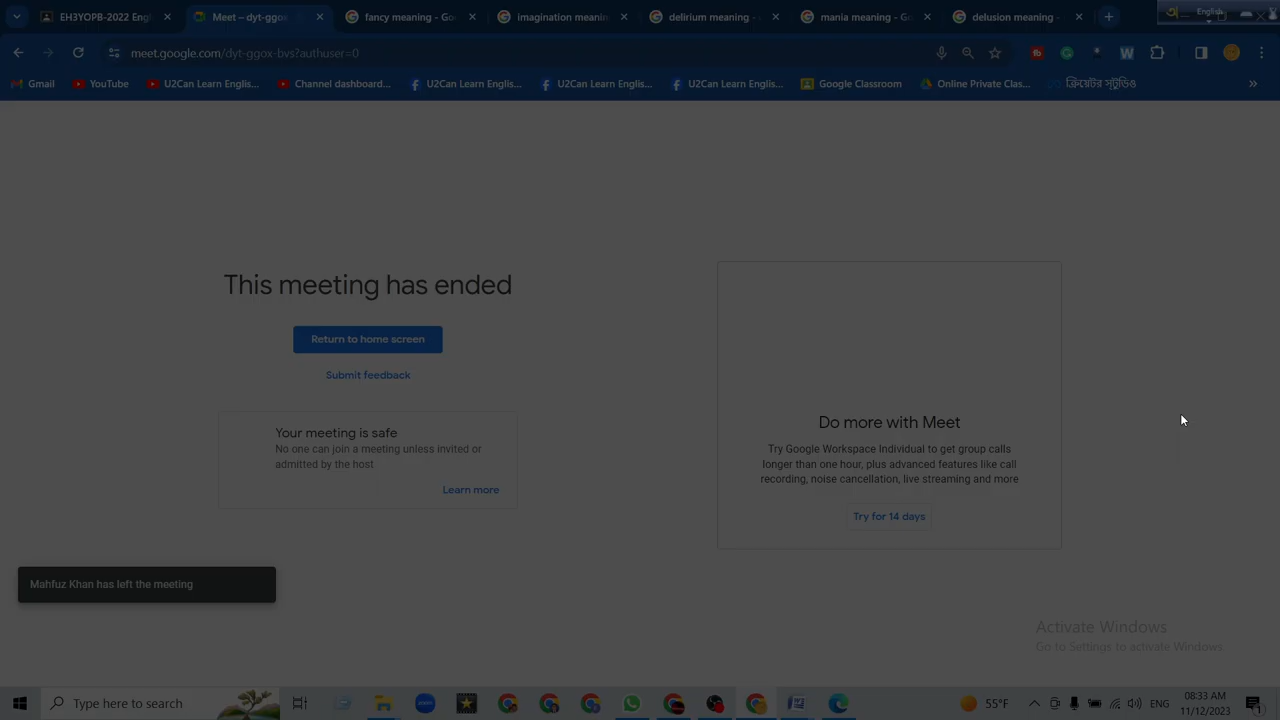 EH3YOPB-2022 Engl
Meet – dyt-ggox-
fancy meaning - Goo
imagination meanin
delirium meaning -
mania meaning - Go
delusion meaning -
English
meet.google.com/dyt-ggox-bvs?authuser=0
Gmail
YouTube
U2Can Learn Englis...
Channel dashboard...
U2Can Learn Englis...
U2Can Learn Englis...
U2Can Learn Englis...
Google Classroom
Online Private Clas...
ক্রিয়েটর স্টুডিও
This meeting has ended
Return to home screen
Submit feedback
Your meeting is safe
No one can join a meeting unless invited or
admitted by the host
Learn more
Do more with Meet
Try Google Workspace Individual to get group calls
longer than one hour, plus advanced features like call
recording, noise cancellation, live streaming and more
Try for 14 days
Mahfuz Khan has left the meeting
Activate Windows
Go to Settings to activate Windows.
Type here to search
zoom
55°F
ENG
08:33 AM
11/12/2023